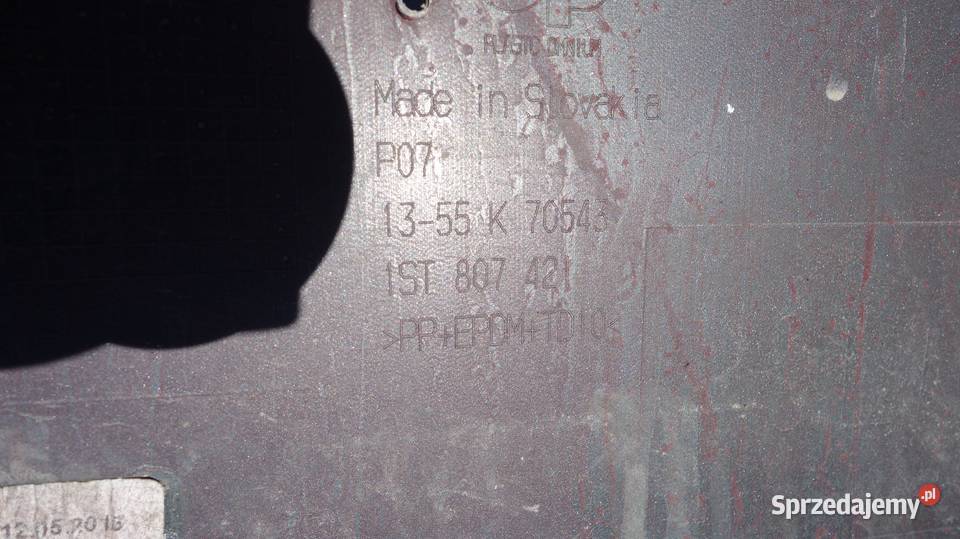 PLASTIC OMNIUM
Made in Slovakia
P07
13-55 K 70543
1ST 807 421
>PP+EPDM+TD10<
12.05.2016
Sprzedajemy.pl